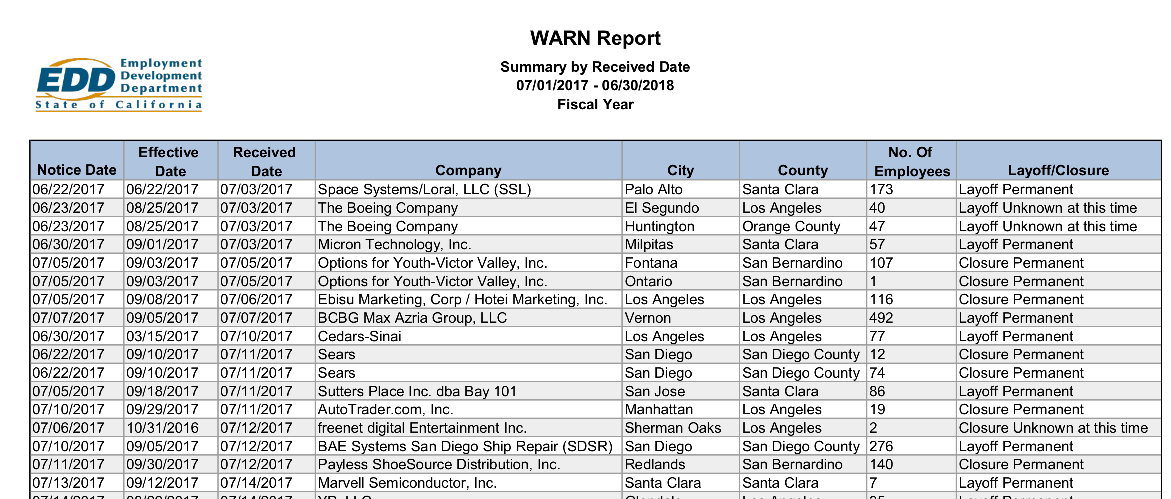 WARN Report
Summary by Received Date
07/01/2017 - 06/30/2018
Fiscal Year
EDD Employment
Development
Department
State of California
Notice Date Effective Date Received Date Company City County No. Of Employees Layoff/Closure
06/22/2017 06/22/2017 07/03/2017 Space Systems/Loral, LLC (SSL) Palo Alto Santa Clara 173 Layoff Permanent
06/23/2017 08/25/2017 07/03/2017 The Boeing Company El Segundo Los Angeles 40 Layoff Unknown at this time
06/23/2017 08/25/2017 07/03/2017 The Boeing Company Huntington Orange County 47 Layoff Unknown at this time
06/30/2017 09/01/2017 07/03/2017 Micron Technology, Inc. Milpitas Santa Clara 57 Layoff Permanent
07/05/2017 09/03/2017 07/05/2017 Options for Youth-Victor Valley, Inc. Fontana San Bernardino 107 Closure Permanent
07/05/2017 09/03/2017 07/05/2017 Options for Youth-Victor Valley, Inc. Ontario San Bernardino 1 Closure Permanent
07/05/2017 09/08/2017 07/06/2017 Ebisu Marketing, Corp / Hotei Marketing, Inc. Los Angeles Los Angeles 116 Closure Permanent
07/07/2017 09/05/2017 07/07/2017 BCBG Max Azria Group, LLC Vernon Los Angeles 492 Layoff Permanent
06/30/2017 03/15/2017 07/10/2017 Cedars-Sinai Los Angeles Los Angeles 77 Layoff Permanent
06/22/2017 09/10/2017 07/11/2017 Sears San Diego San Diego County 12 Closure Permanent
06/22/2017 09/10/2017 07/11/2017 Sears San Diego San Diego County 74 Closure Permanent
07/05/2017 09/18/2017 07/11/2017 Sutters Place Inc. dba Bay 101 San Jose Santa Clara 86 Layoff Permanent
07/10/2017 09/29/2017 07/11/2017 AutoTrader.com, Inc. Manhattan Los Angeles 19 Closure Permanent
07/06/2017 10/31/2016 07/12/2017 freenet digital Entertainment Inc. Sherman Oaks Los Angeles 2 Closure Unknown at this time
07/10/2017 09/05/2017 07/12/2017 BAE Systems San Diego Ship Repair (SDSR) San Diego San Diego County 276 Layoff Permanent
07/11/2017 09/30/2017 07/12/2017 Payless ShoeSource Distribution, Inc. Redlands San Bernardino 140 Closure Permanent
07/13/2017 09/12/2017 07/14/2017 Marvell Semiconductor, Inc. Santa Clara Santa Clara 7 Layoff Permanent